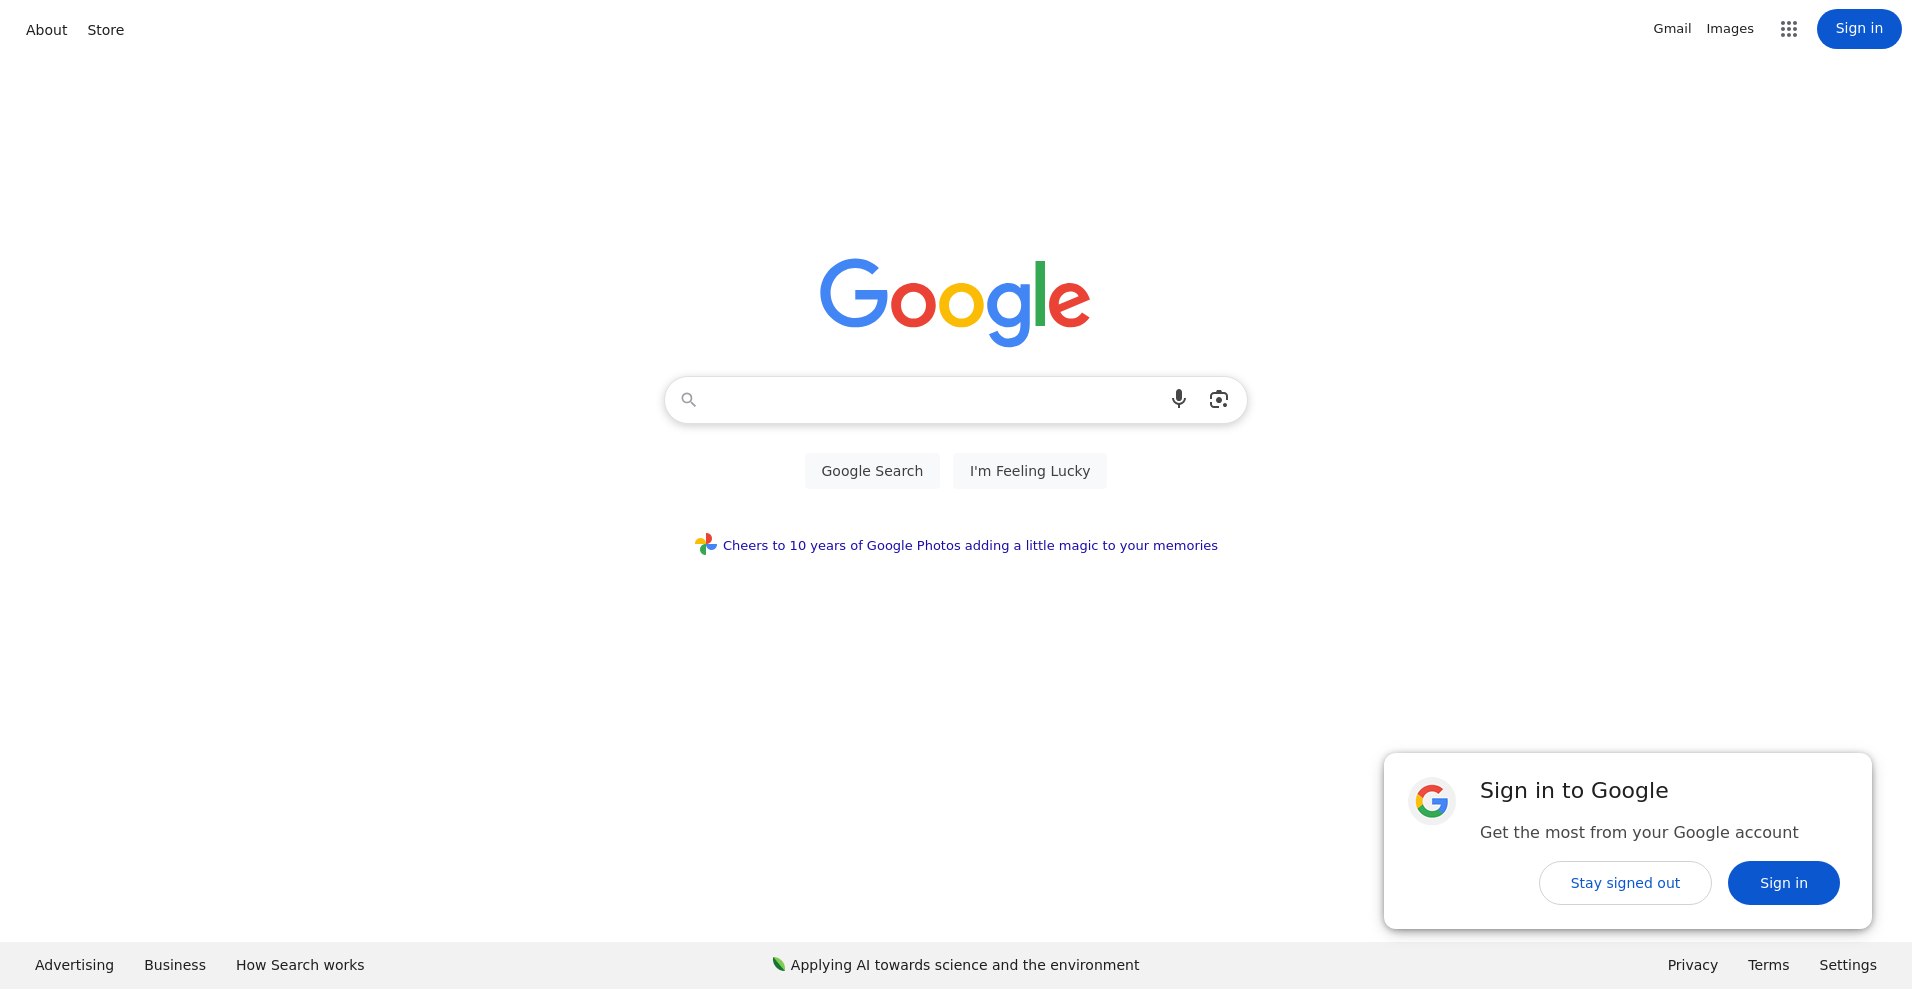 About Store
Gmail Images Sign in
Google
Google Search I'm Feeling Lucky
Cheers to 10 years of Google Photos adding a little magic to your memories
Sign in to Google
Get the most from your Google account
Stay signed out Sign in
Advertising Business How Search works Applying AI towards science and the environment Privacy Terms Settings